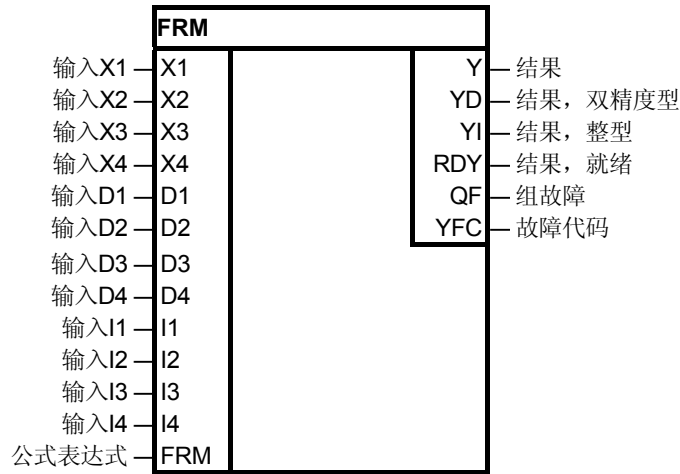 FRM
输入X1 X1 Y 结果
输入X2 X2 YD 结果，双精度型
输入X3 X3 YI 结果，整型
输入X4 X4 RDY 结果，就绪
输入D1 D1 QF 组故障
输入D2 D2 YFC 故障代码
输入D3 D3
输入D4 D4
输入I1 I1
输入I2 I2
输入I3 I3
输入I4 I4
公式表达式 FRM